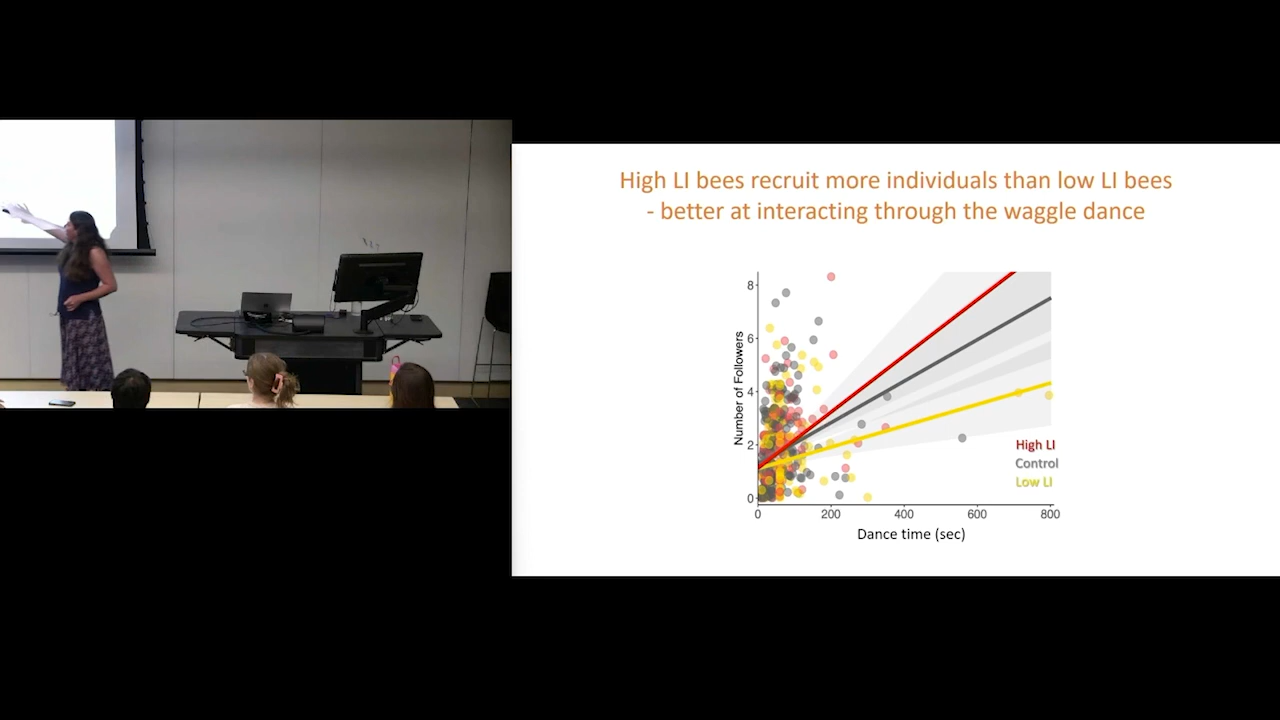 High LI bees recruit more individuals than low LI bees
- better at interacting through the waggle dance
8
6
4
2
0
Number of Followers
0 200 400 600 800
Dance time (sec)
High LI
Control
Low LI